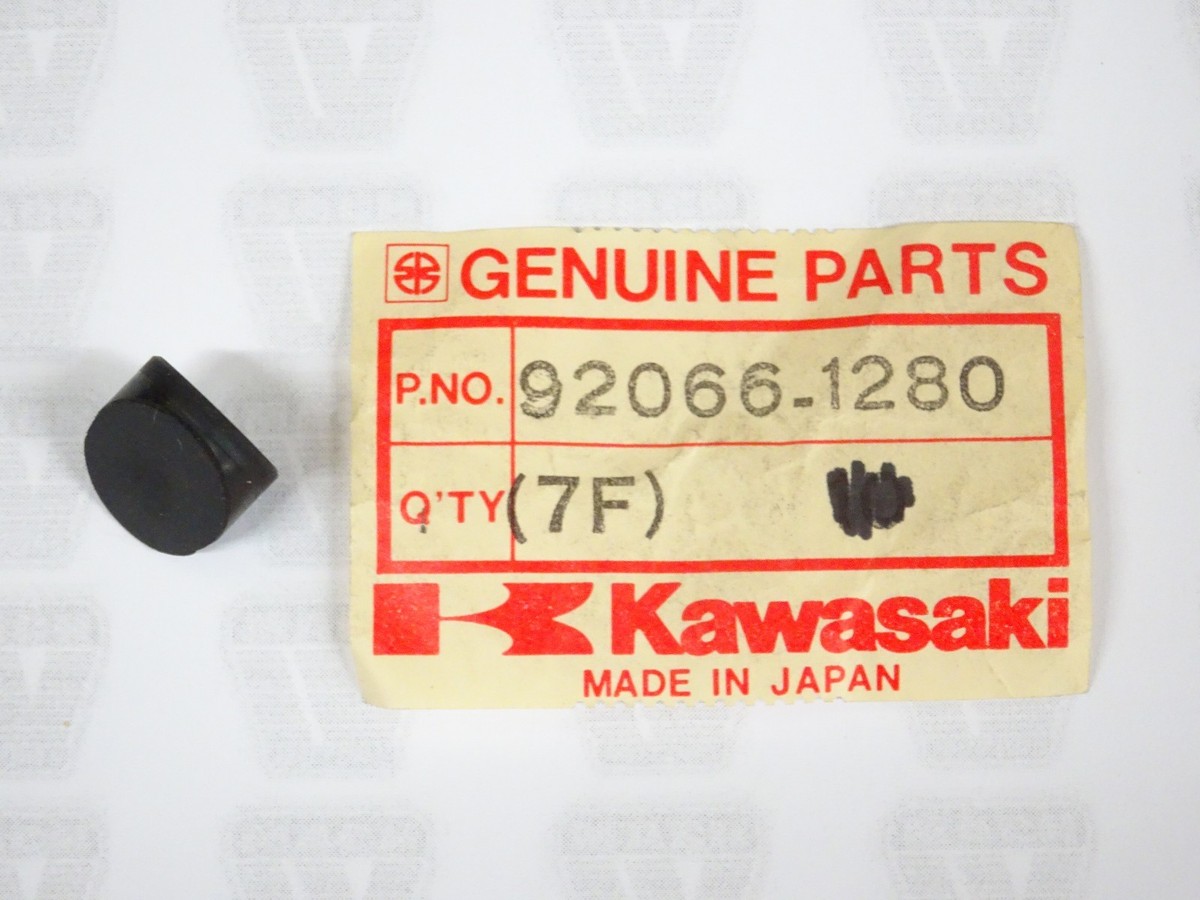 GENUINE PARTS
P.NO. 92066-1280
Q'TY (7F)
Kawasaki
MADE IN JAPAN